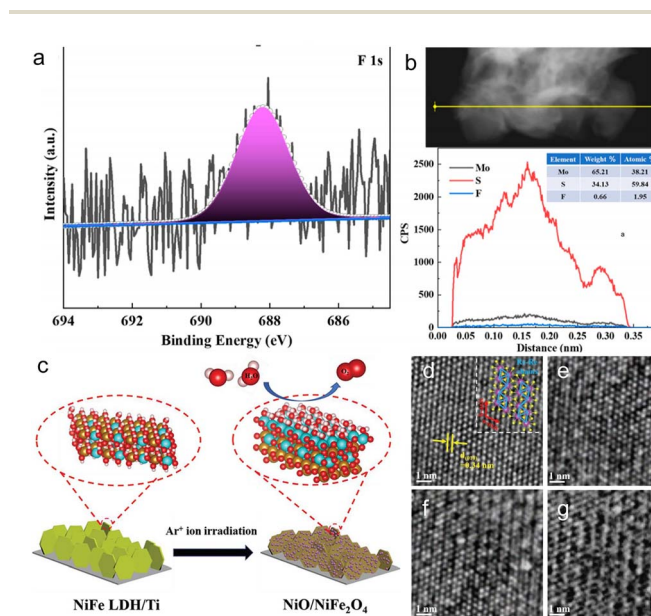 a
F 1s
Intensity (a.u.)
694 692 690 688 686
Binding Energy (eV)
b
2500
2000
1500
1000
500
0
CPS
Mo
S
F
Element Weight % Atomic %
Mo 65.21 38.21
S 34.13 59.84
F 0.66 1.95
a
0.00 0.05 0.10 0.15 0.20 0.25 0.30 0.35
Distance (nm)
c
Ar⁺ ion irradiation
NiFe LDH/Ti
NiO/NiFe₂O₄
d
1 nm
e
1 nm
f
1 nm
g
1 nm